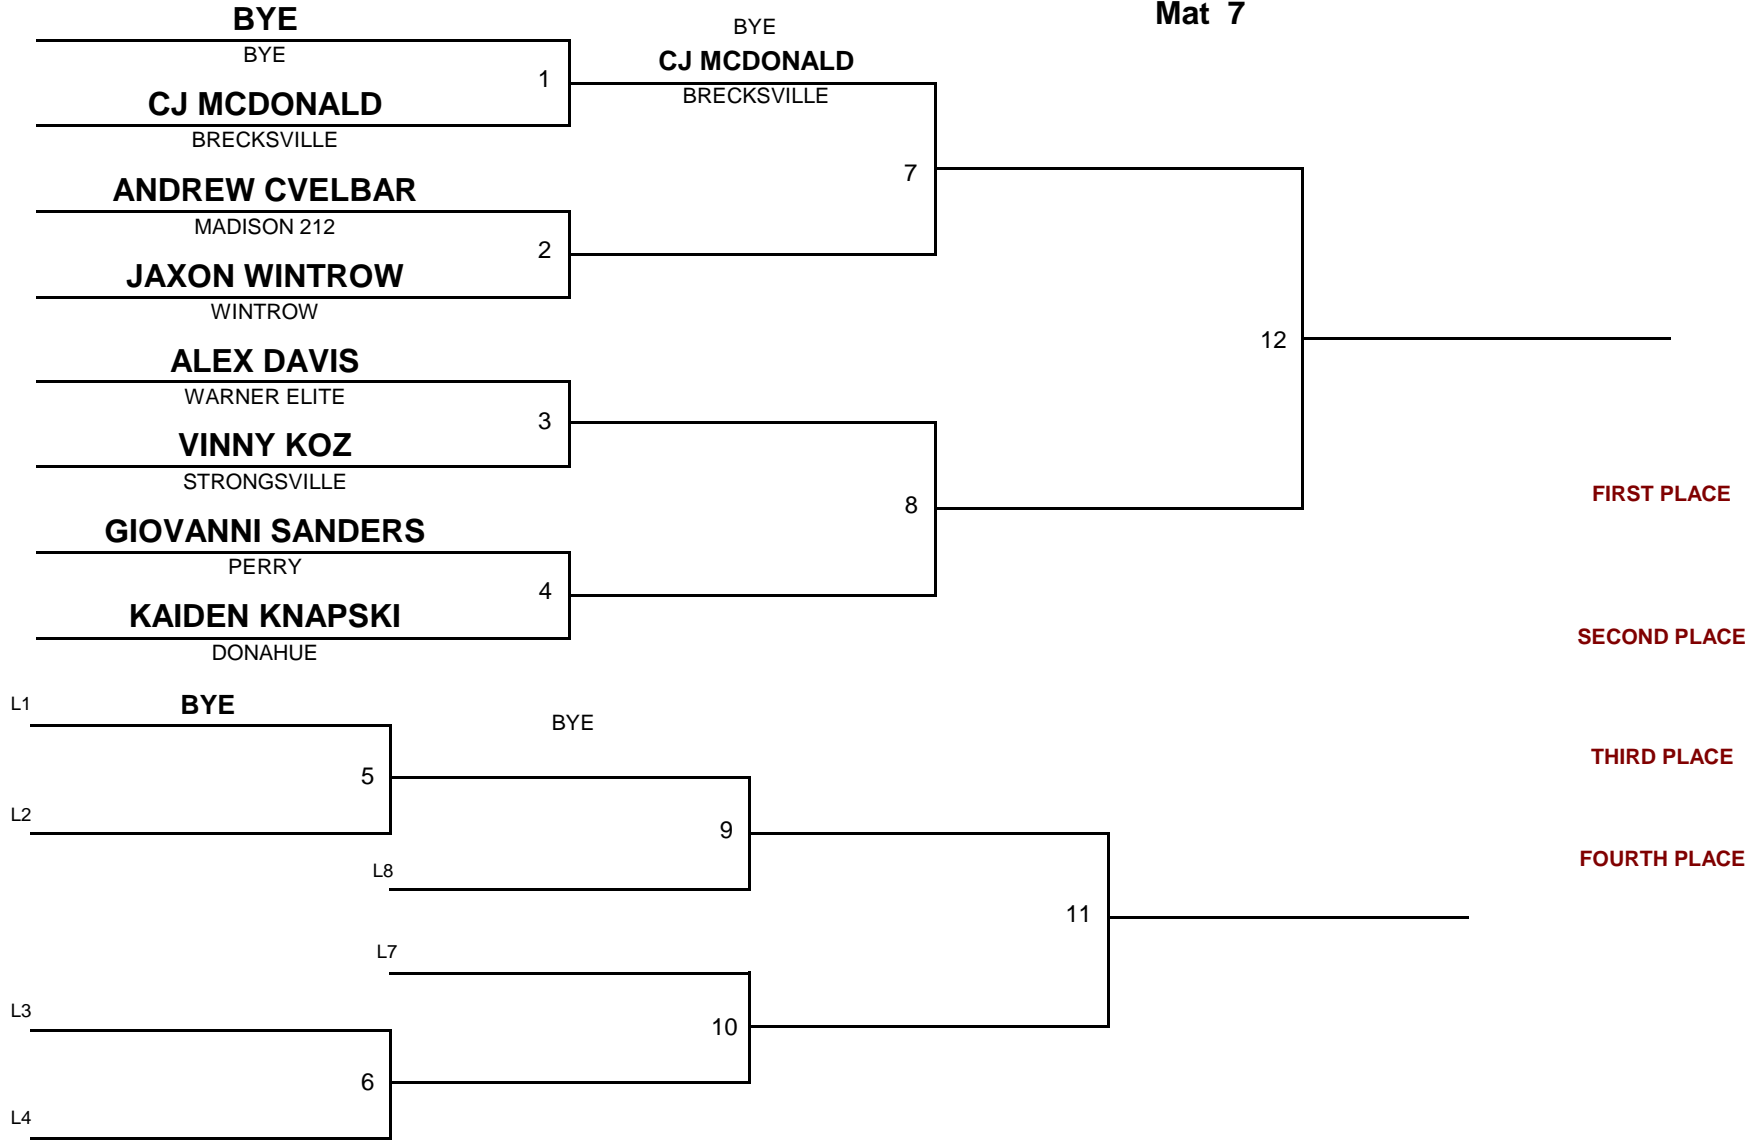 Mat 7
BYE
BYE
1
CJ MCDONALD
BRECKSVILLE
BYE
CJ MCDONALD
BRECKSVILLE
ANDREW CVELBAR
MADISON 212
2
JAXON WINTROW
WINTROW
7
ALEX DAVIS
WARNER ELITE
3
VINNY KOZ
STRONGSVILLE
GIOVANNI SANDERS
PERRY
4
KAIDEN KNAPSKI
DONAHUE
8
12
FIRST PLACE
SECOND PLACE
THIRD PLACE
FOURTH PLACE
L1
BYE
5
L2
BYE
9
L8
L7
10
L3
6
L4
11